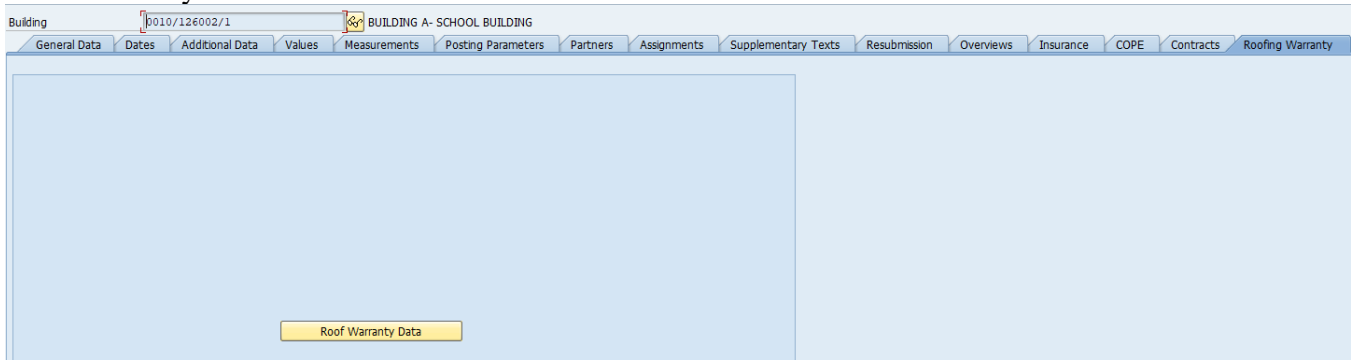 Building 0010/126002/1 BUILDING A- SCHOOL BUILDING
General Data Dates Additional Data Values Measurements Posting Parameters Partners Assignments Supplementary Texts Resubmission Overviews Insurance COPE Contracts Roofing Warranty
Roof Warranty Data